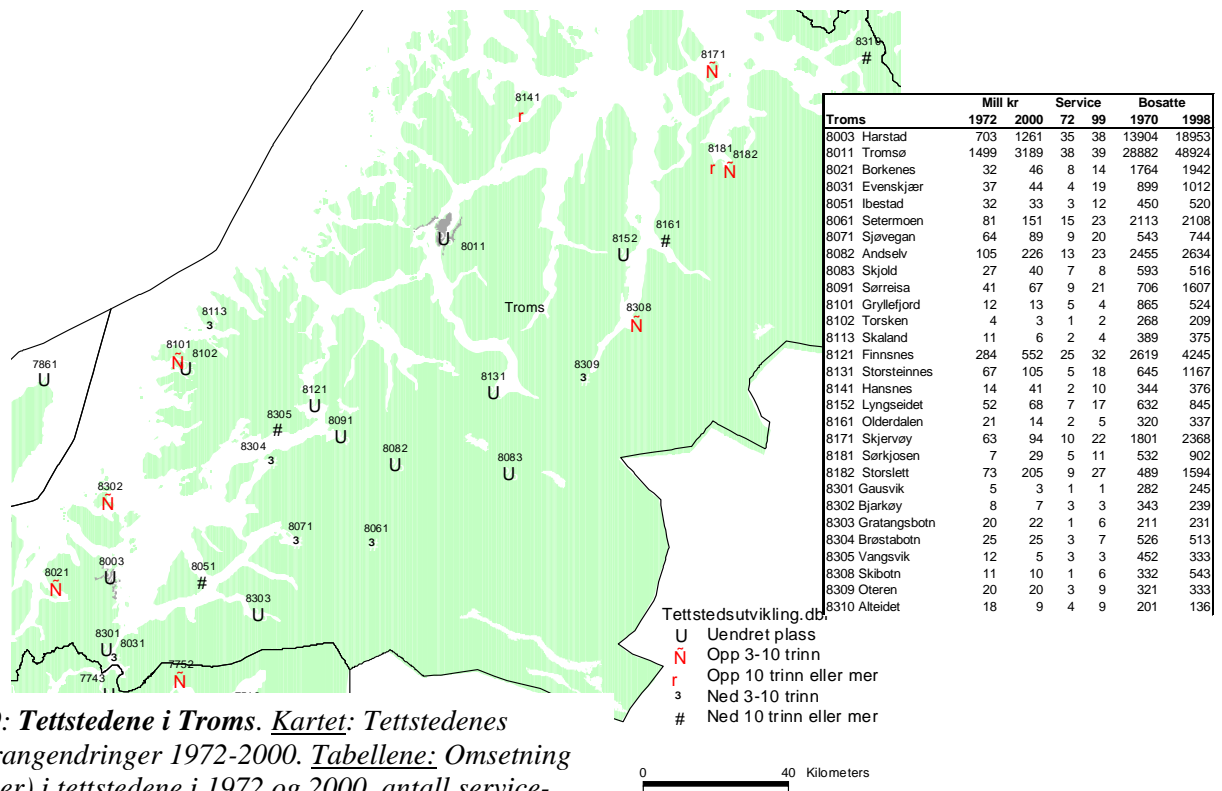 8171
Ñ
8310
#
8141
r
8181
8182
r
Ñ
8011
U
8152
U
8161
#
Troms
8308
Ñ
8113
3
8101
8102
Ñ
U
7861
U
8309
3
8131
U
8121
U
8305
#
8091
U
8304
3
8082
U
8083
U
8302
Ñ
8071
3
8061
3
8003
U
8021
Ñ
8051
#
8303
U
8301
U
8031
3
7743
7752
Ñ
Mill kr Service Bosatte
Troms 1972 2000 72 99 1970 1998
8003 Harstad 703 1261 35 38 13904 18953
8011 Tromsø 1499 3189 38 39 28882 48924
8021 Borkenes 32 46 8 14 1764 1942
8031 Evenskjær 37 44 4 19 899 1012
8051 Ibestad 32 33 3 12 450 520
8061 Setermoen 81 151 15 23 2113 2108
8071 Sjøvegan 64 89 9 20 543 744
8082 Andselv 105 226 13 23 2455 2634
8083 Skjold 27 40 7 8 593 516
8091 Sørreisa 41 67 9 21 706 1607
8101 Gryllefjord 12 13 5 4 865 524
8102 Torsken 4 3 1 2 268 209
8113 Skaland 11 6 2 4 389 375
8121 Finnsnes 284 552 25 32 2619 4245
8131 Storsteinnes 67 105 5 18 645 1167
8141 Hansnes 14 41 2 10 344 376
8152 Lyngseidet 52 68 7 17 632 845
8161 Olderdalen 21 14 2 5 320 337
8171 Skjervøy 63 94 10 22 1801 2368
8181 Sørkjosen 7 29 5 11 532 902
8182 Storslett 73 205 9 27 489 1594
8301 Gausvik 5 3 1 1 282 245
8302 Bjarkøy 8 7 3 3 343 239
8303 Gratangsbotn 20 22 1 6 211 231
8304 Brøstabotn 25 25 3 7 526 513
8305 Vangsvik 12 5 3 3 452 333
8308 Skibotn 11 10 1 6 332 543
8309 Oteren 20 20 3 9 321 333
8310 Alteidet 18 9 4 9 201 136
Tettstedsutvikling.db
U Uendret plass
Ñ Opp 3-10 trinn
r Opp 10 trinn eller mer
3 Ned 3-10 trinn
# Ned 10 trinn eller mer
0 40 Kilometers
: Tettstedene i Troms. Kartet: Tettstedenes
rangendringer 1972-2000. Tabellene: Omsetning
er) i tettstedene i 1972 og 2000, antall service-